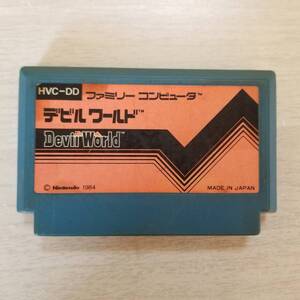 HVC-DD ファミリー コンピュータ™
デビル ワールド™
Devil World™
© Nintendo 1984
MADE IN JAPAN